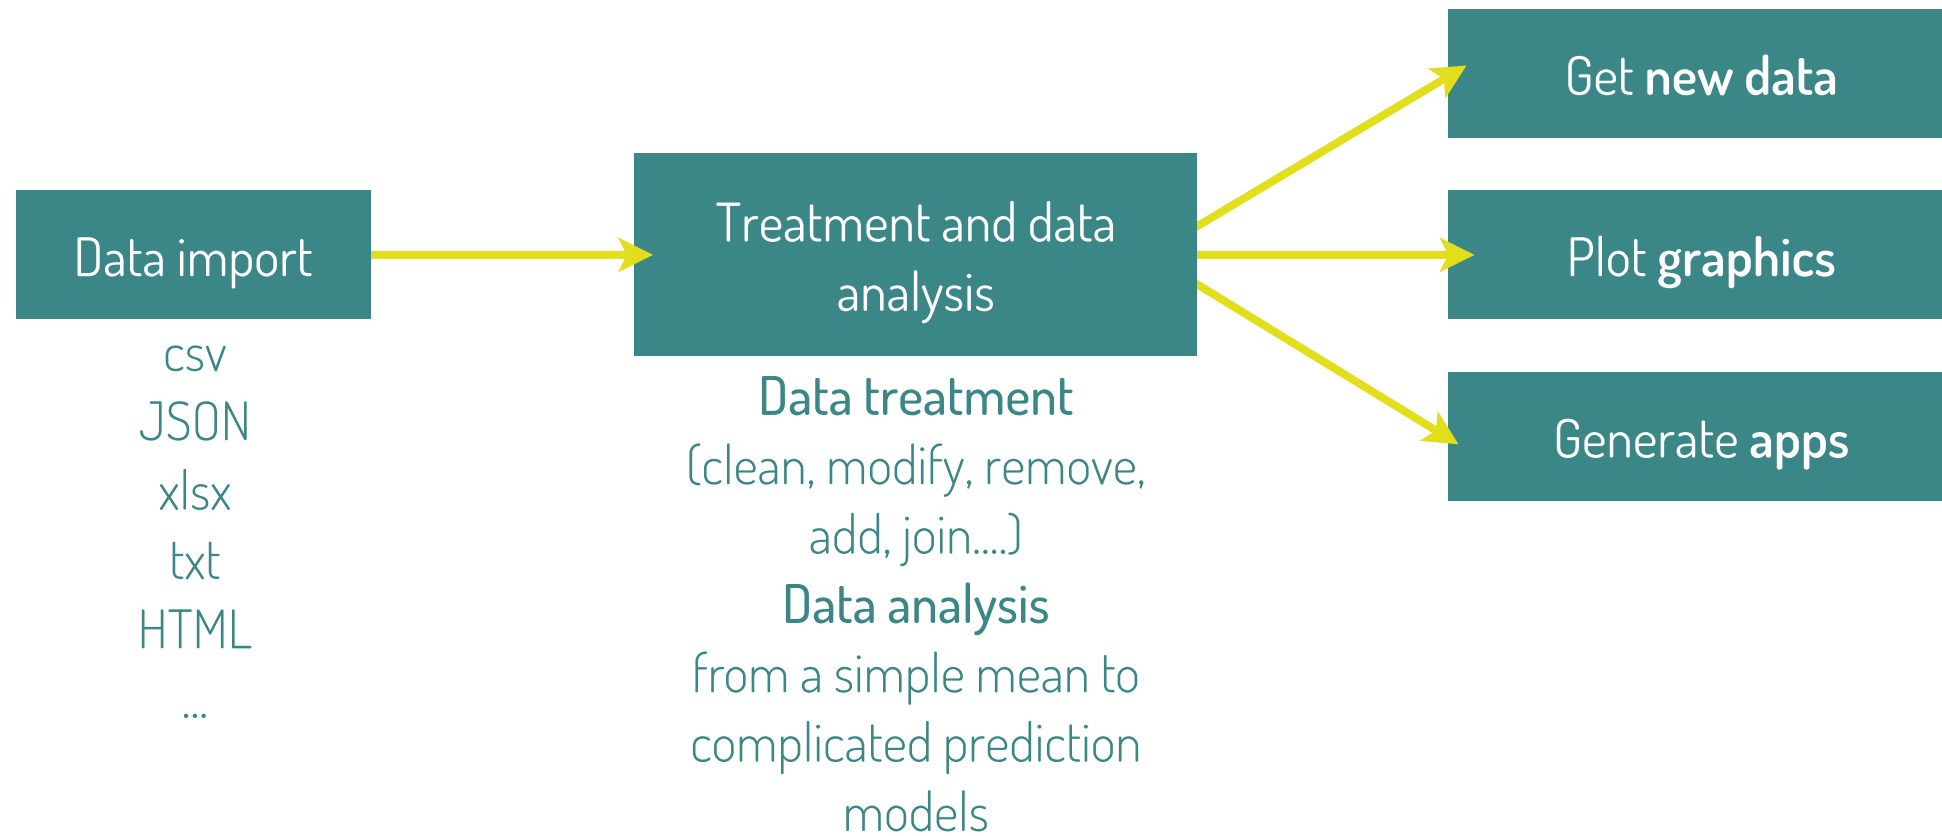 Data import
csv
JSON
xlsx
txt
HTML
...
Treatment and data
analysis
Data treatment
(clean, modify, remove,
add, join....)
Data analysis
from a simple mean to
complicated prediction
models
Get new data
Plot graphics
Generate apps